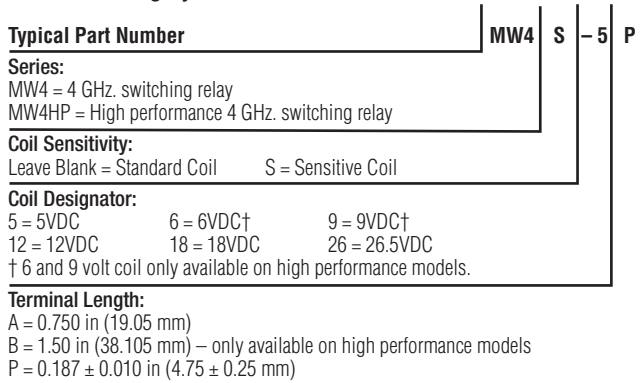 Typical Part Number MW4 S – 5 P
Series:
MW4 = 4 GHz. switching relay
MW4HP = High performance 4 GHz. switching relay
Coil Sensitivity:
Leave Blank = Standard Coil S = Sensitive Coil
Coil Designator:
5 = 5VDC 6 = 6VDC† 9 = 9VDC†
12 = 12VDC 18 = 18VDC 26 = 26.5VDC
† 6 and 9 volt coil only available on high performance models.
Terminal Length:
A = 0.750 in (19.05 mm)
B = 1.50 in (38.105 mm) – only available on high performance models
P = 0.187 ± 0.010 in (4.75 ± 0.25 mm)